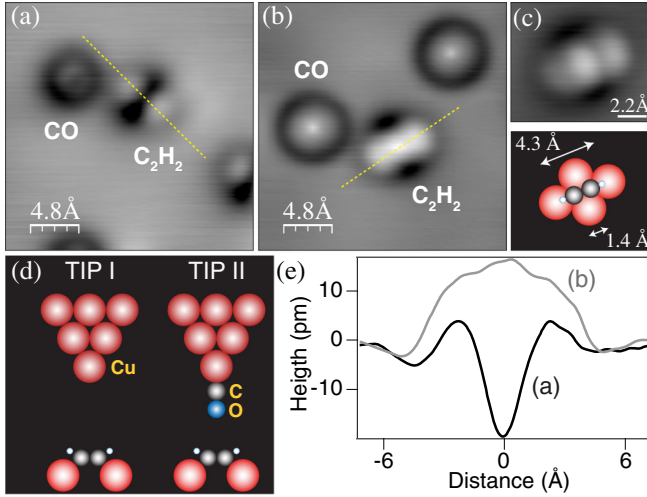 (a)
CO
C2H2
4.8Å
(b)
CO
C2H2
4.8Å
(c)
2.2Å
4.3 Å
1.4 Å
(d)
TIP I
TIP II
Cu
C
O
(e)
Heigth (pm)
10
0
-10
(b)
(a)
-6
0
6
Distance (Å)